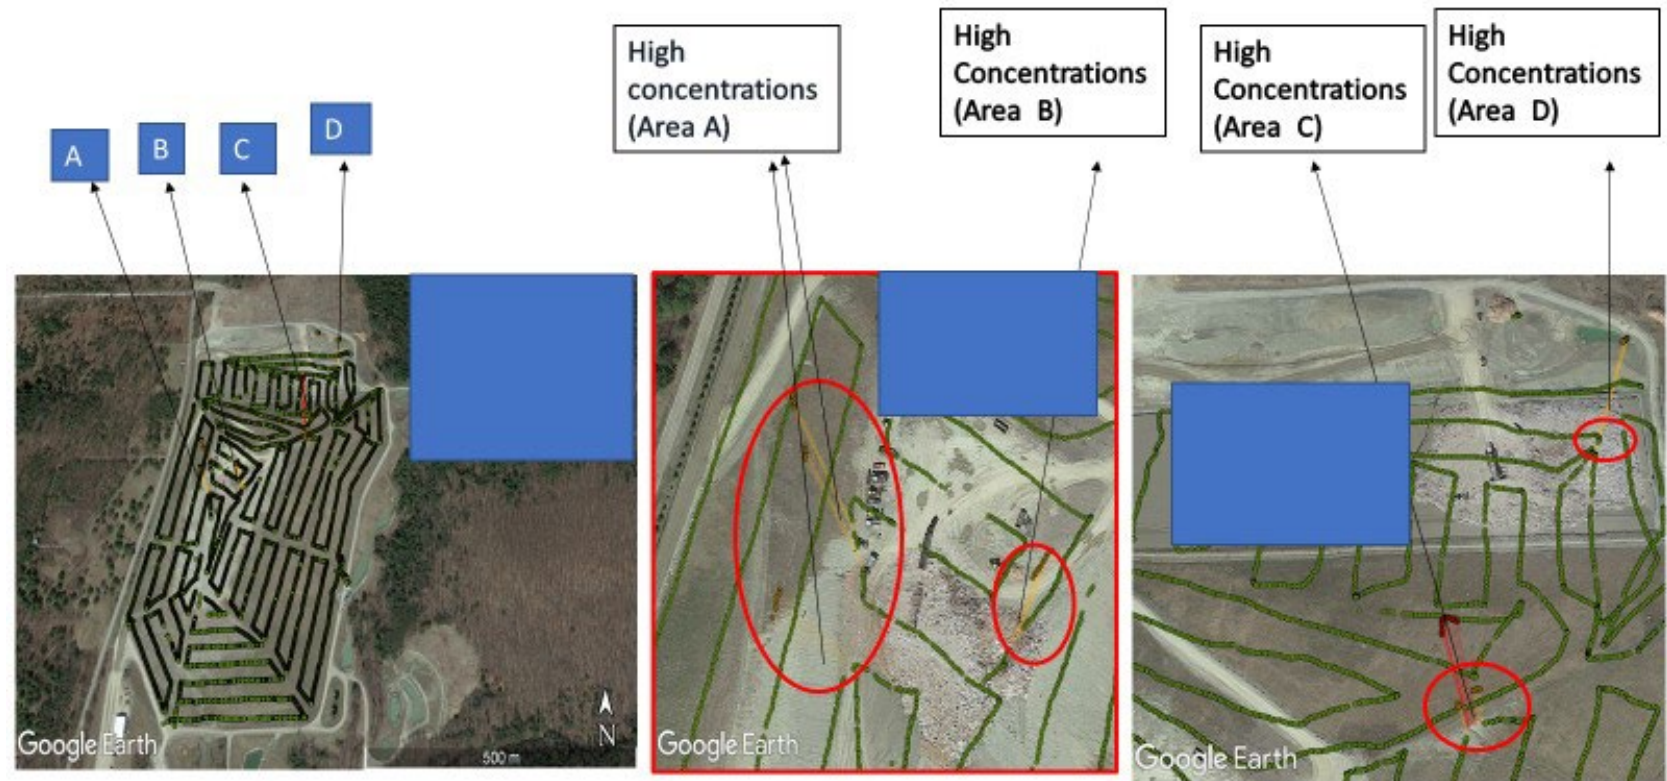 A
B
C
D
High
concentrations
(Area A)
High
Concentrations
(Area B)
High
Concentrations
(Area C)
High
Concentrations
(Area D)
N
Google Earth
500 m
Google Earth
Google Earth